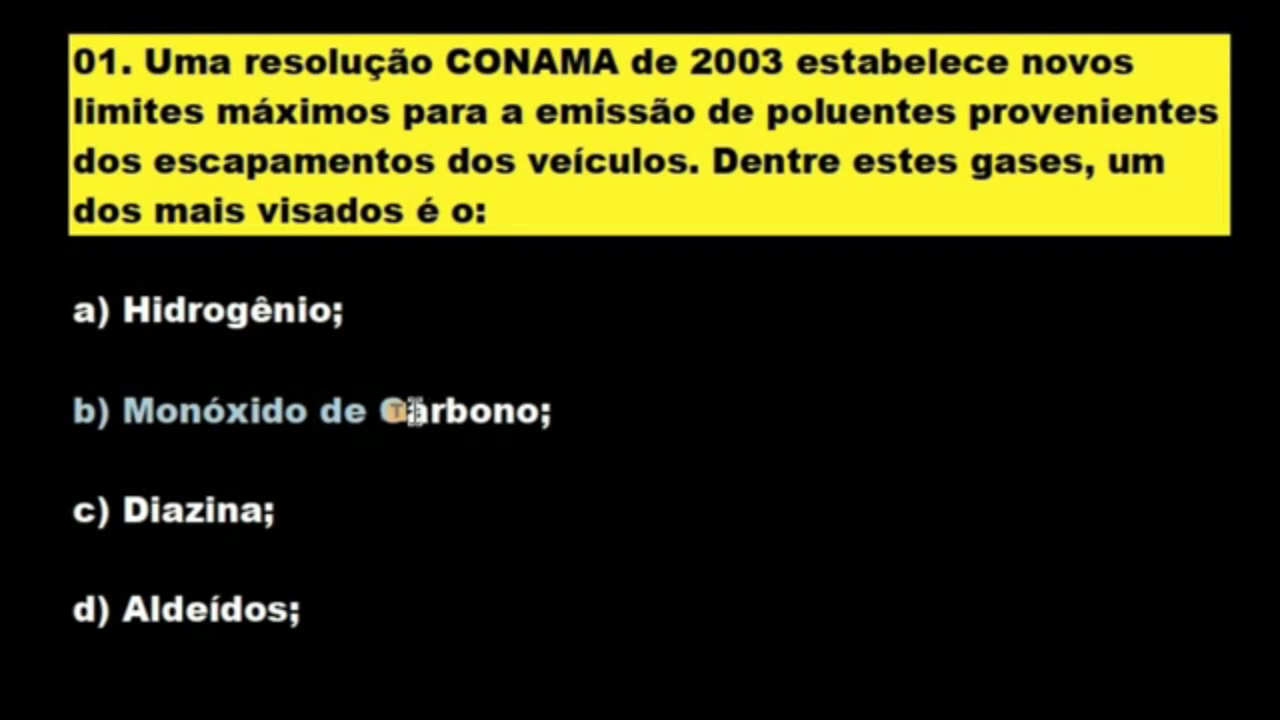 01. Uma resolução CONAMA de 2003 estabelece novos
limites máximos para a emissão de poluentes provenientes
dos escapamentos dos veículos. Dentre estes gases, um
dos mais visados é o:
a) Hidrogênio;
b) Monóxido de Carbono;
c) Diazina;
d) Aldeídos;